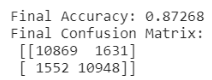 Final Accuracy: 0.87268
Final Confusion Matrix:
[[10869 1631]
[ 1552 10948]]